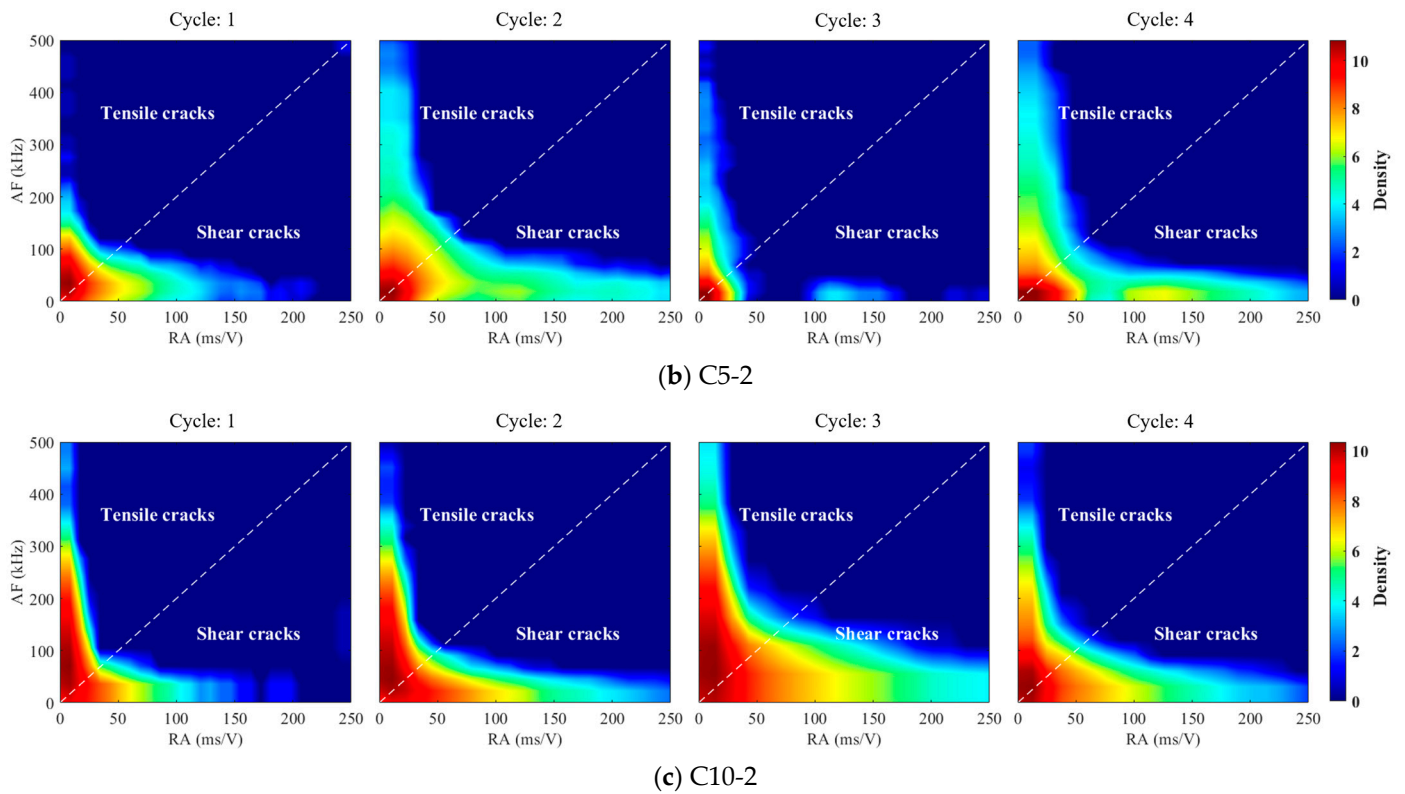 Cycle: 1 Cycle: 2 Cycle: 3 Cycle: 4
500 400 300 200 100 0
AF (kHz)
Tensile cracks Tensile cracks Tensile cracks Tensile cracks
Shear cracks Shear cracks Shear cracks Shear cracks
10 8 6 4 2 0
Density
0 50 100 150 200 250 0 50 100 150 200 250 0 50 100 150 200 250 0 50 100 150 200 250
RA (ms/V) RA (ms/V) RA (ms/V) RA (ms/V)
(b) C5-2
Cycle: 1 Cycle: 2 Cycle: 3 Cycle: 4
500 400 300 200 100 0
AF (kHz)
Tensile cracks Tensile cracks Tensile cracks Tensile cracks
Shear cracks Shear cracks Shear cracks Shear cracks
10 8 6 4 2 0
Density
0 50 100 150 200 250 0 50 100 150 200 250 0 50 100 150 200 250 0 50 100 150 200 250
RA (ms/V) RA (ms/V) RA (ms/V) RA (ms/V)
(c) C10-2